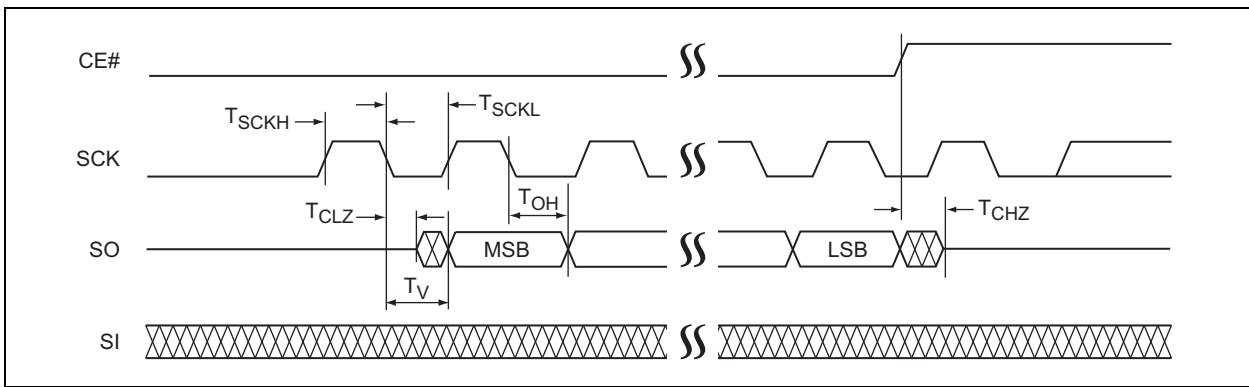 CE#
T_SCKH
T_SCKL
SCK
T_OH
T_CLZ
T_CHZ
SO
MSB
LSB
T_V
SI